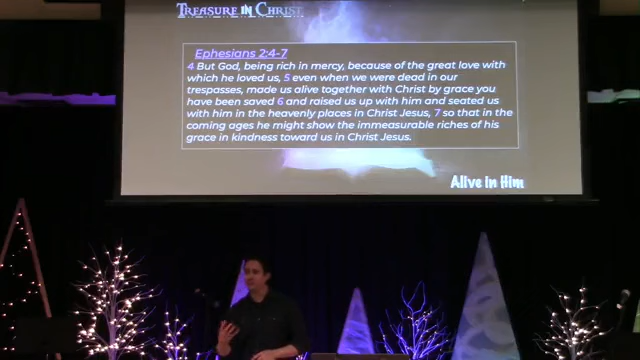 TREASURE IN CHRIST
Ephesians 2:4-7
4 But God, being rich in mercy, because of the great love with
which he loved us, 5 even when we were dead in our
trespasses, made us alive together with Christ by grace you
have been saved 6 and raised us up with him and seated us
with him in the heavenly places in Christ Jesus, 7 so that in the
coming ages he might show the immeasurable riches of his
grace in kindness toward us in Christ Jesus.
Alive in Him